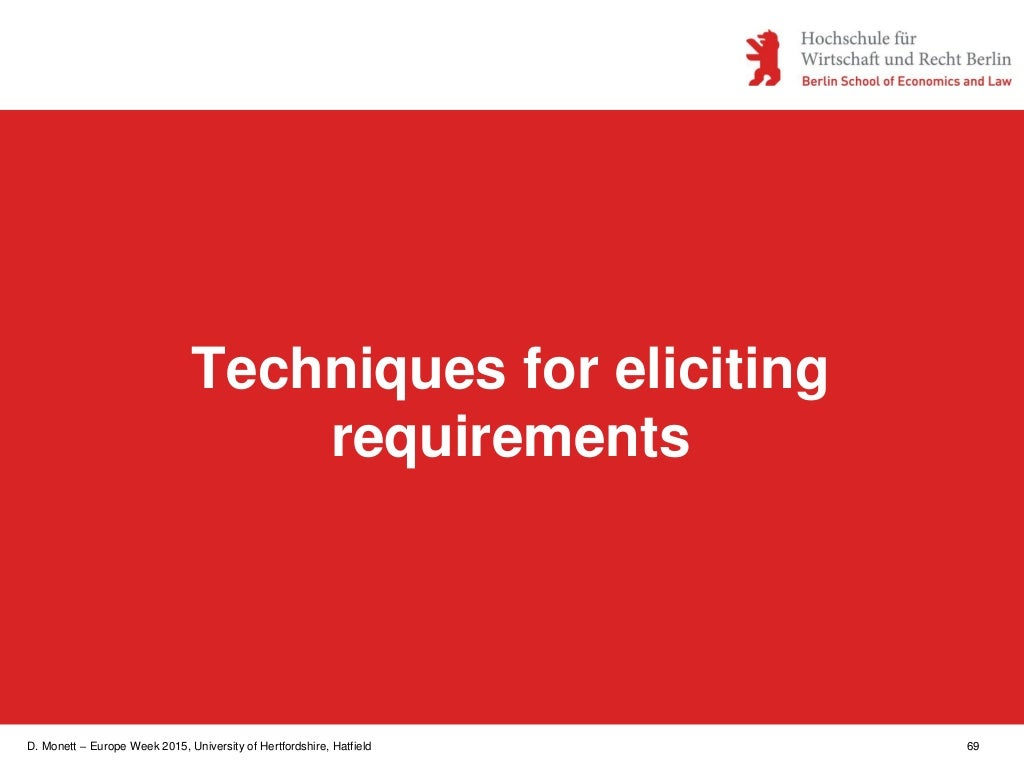 Hochschule für
Wirtschaft und Recht Berlin
Berlin School of Economics and Law
Techniques for eliciting
requirements
D. Monett – Europe Week 2015, University of Hertfordshire, Hatfield
69